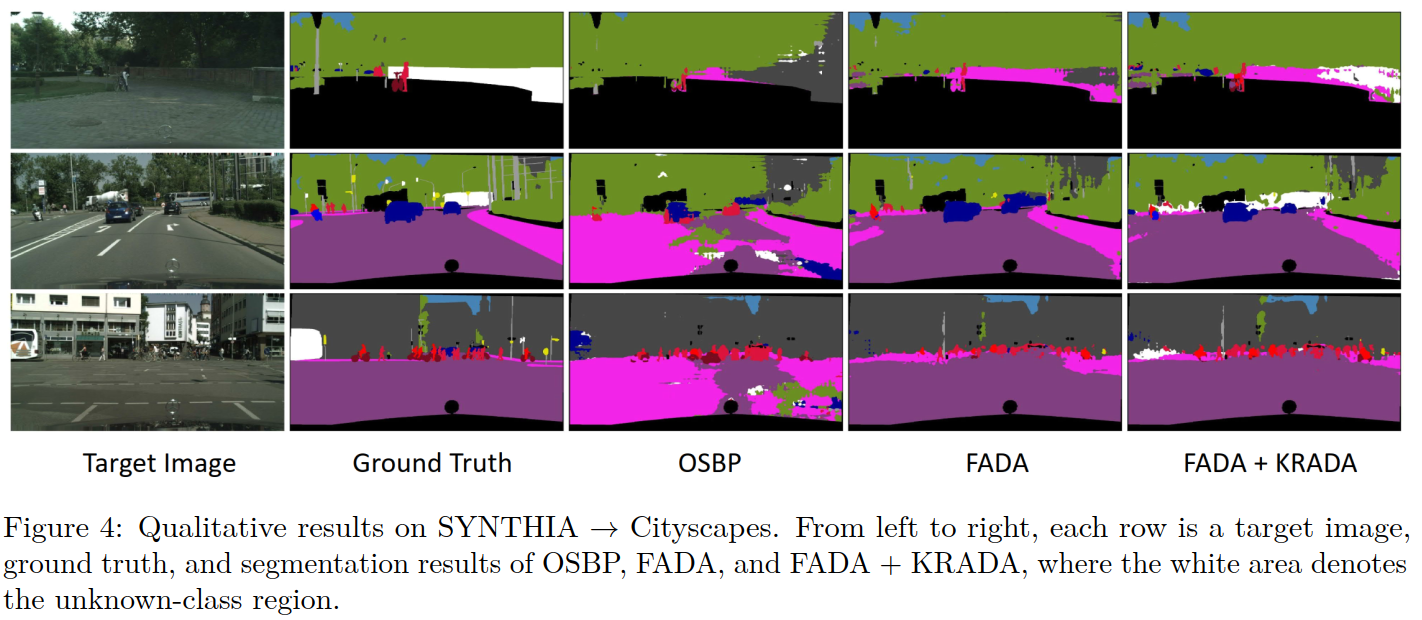 Target Image
Ground Truth
OSBP
FADA
FADA + KRADA
Figure 4: Qualitative results on SYNTHIA → Cityscapes. From left to right, each row is a target image,
ground truth, and segmentation results of OSBP, FADA, and FADA + KRADA, where the white area denotes
the unknown-class region.